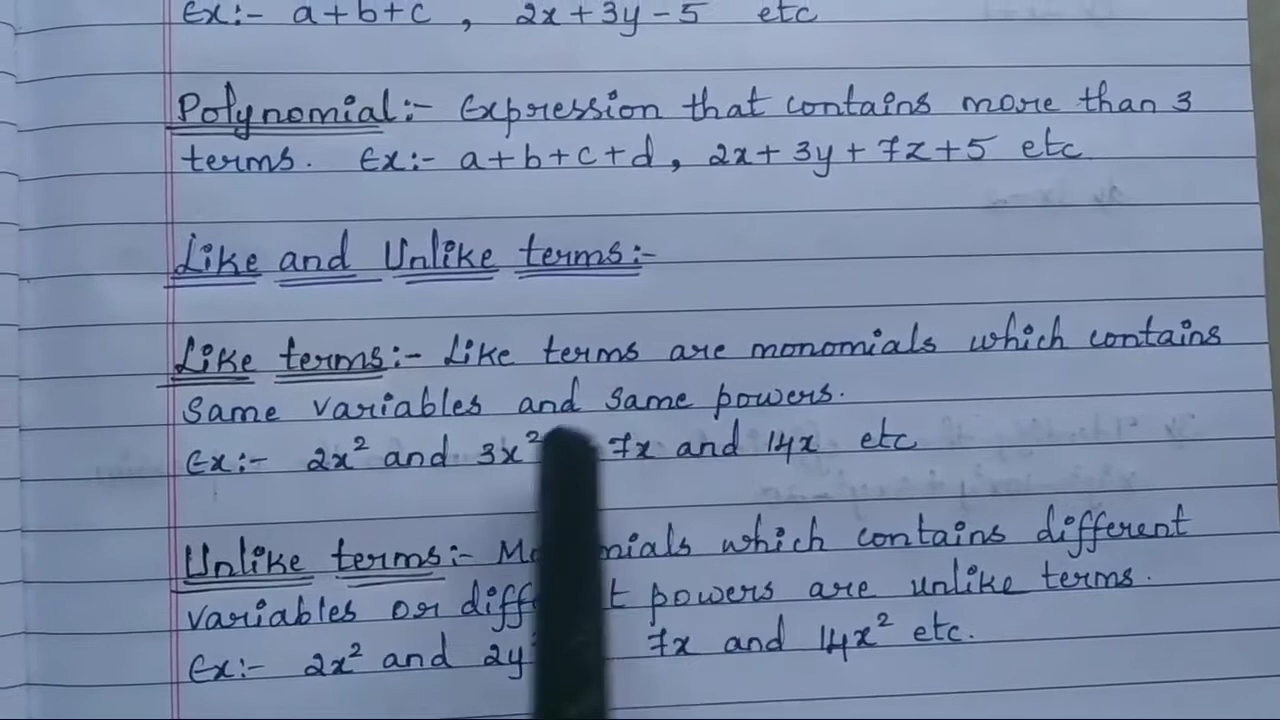 Ex:- a+b+c, 2x+3y-5 etc
Polynomial:- Expression that contains more than 3
terms. Ex:- a+b+c+d, 2x+3y+7z+5 etc
Like and Unlike terms:-
Like terms:- Like terms are monomials which contains
same variables and same powers.
Ex:- 2x² and 3x² 7x and 14x etc
Unlike terms:- which contains different
variables or powers are unlike terms.
Ex:- 2x² and 2y 7x and 14x² etc.